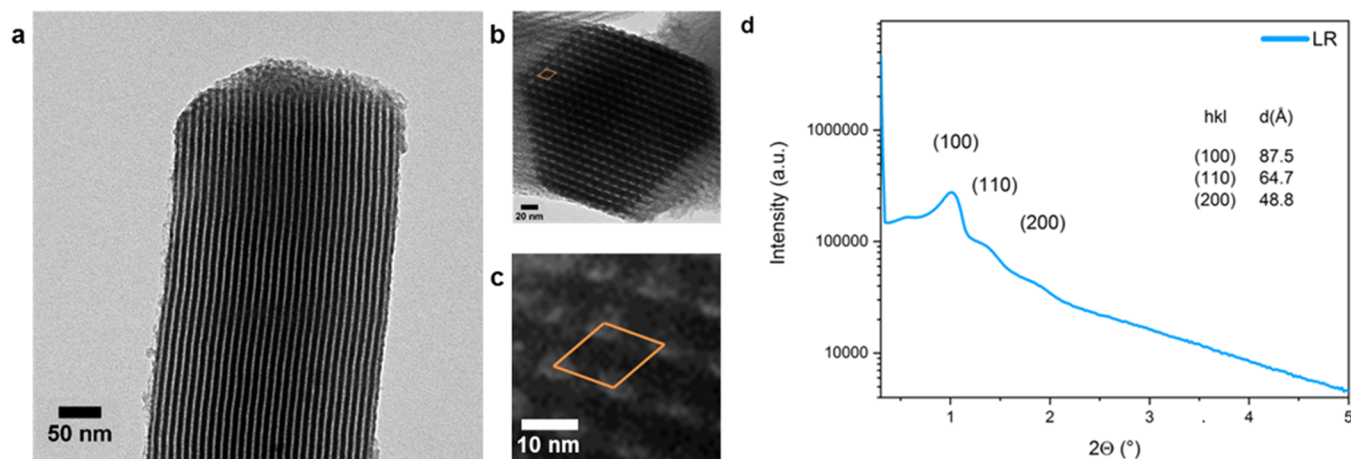 a
50 nm
b
20 nm
c
10 nm
d
LR
hkl d(Å)
(100) 87.5
(110) 64.7
(200) 48.8
(100)
(110)
(200)
1000000
100000
10000
Intensity (a.u.)
1 2 3 4 5
2Θ (°)